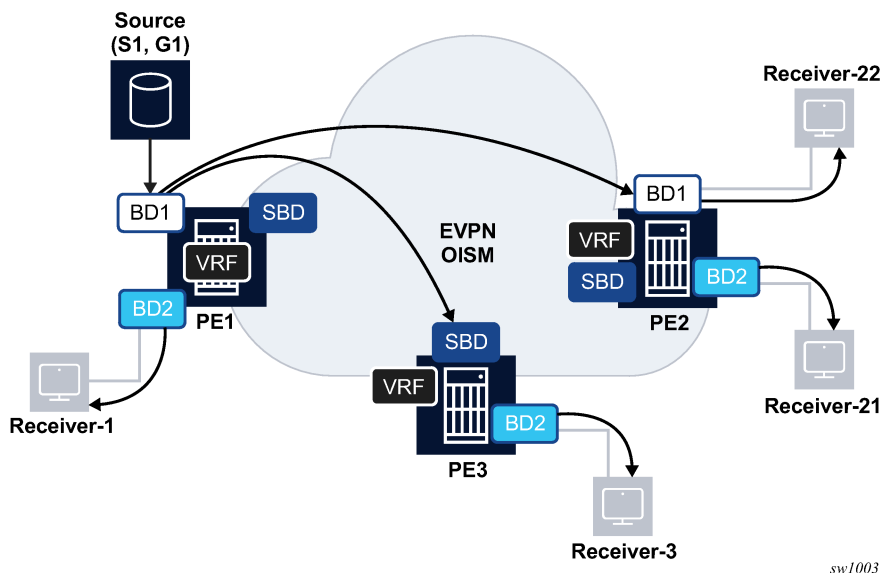 Source
(S1, G1)
Receiver-22
BD1
SBD
BD1
EVPN
OISM
VRF
VRF
SBD
BD2
BD2
PE1
PE2
SBD
VRF
Receiver-1
BD2
Receiver-21
PE3
Receiver-3
sw1003